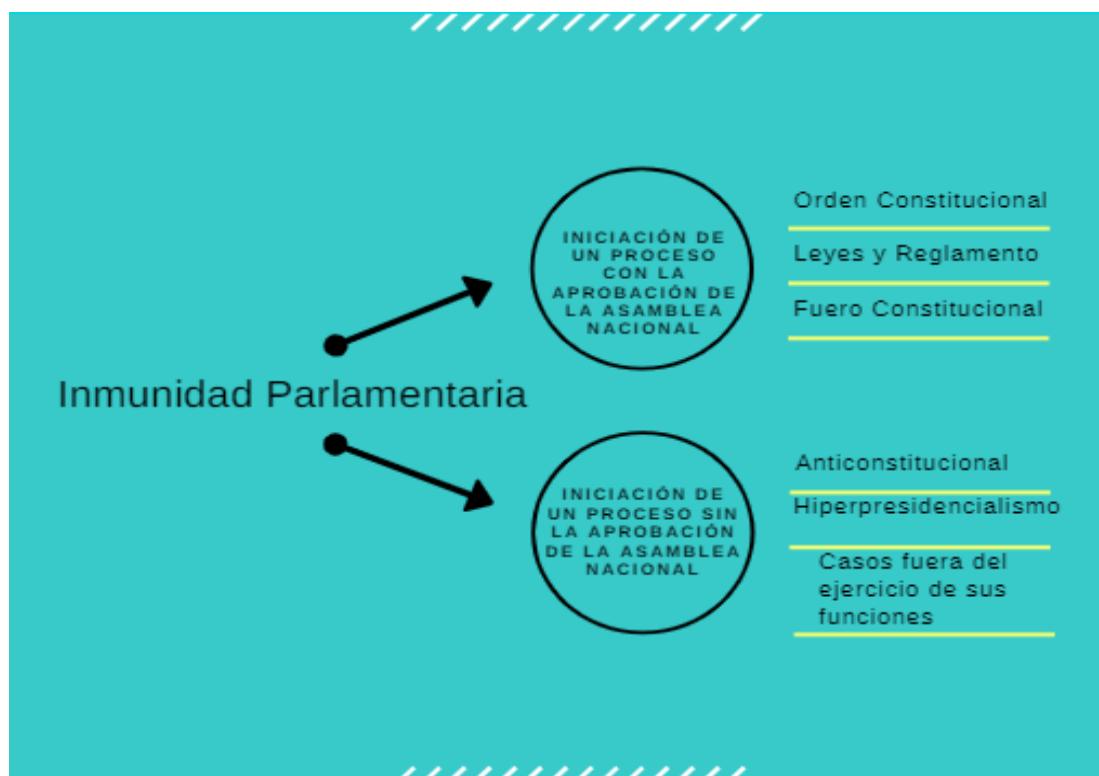 Inmunidad Parlamentaria
INICIACIÓN DE
UN PROCESO
CON LA
APROBACIÓN DE
LA ASAMBLEA
NACIONAL
Orden Constitucional
Leyes y Reglamento
Fuero Constitucional
INICIACIÓN DE
UN PROCESO SIN
LA APROBACIÓN
DE LA ASAMBLEA
NACIONAL
Anticonstitucional
Hiperpresidencialismo
Casos fuera del
ejercicio de sus
funciones